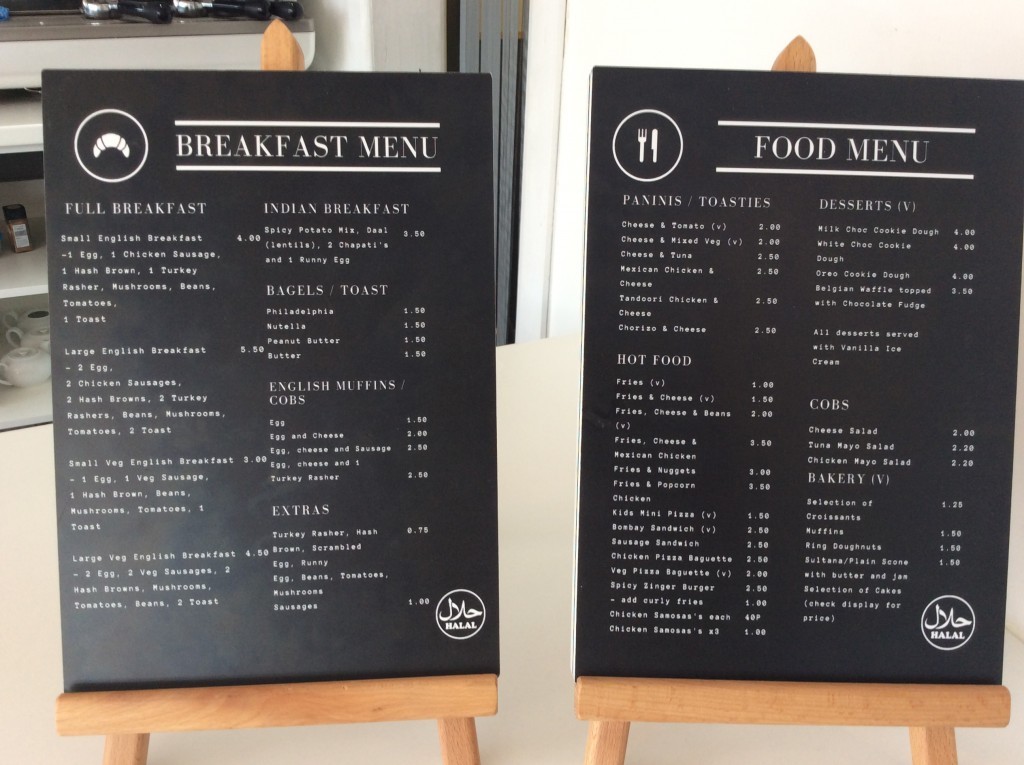 BREAKFAST MENU
FULL BREAKFAST
Small English Breakfast 4.00
-1 Egg, 1 Chicken Sausage,
1 Hash Brown, 1 Turkey
Rasher, Mushrooms, Beans,
Tomatoes,
1 Toast
Large English Breakfast 5.50
- 2 Egg,
2 Chicken Sausages,
2 Hash Browns, 2 Turkey
Rashers, Beans, Mushrooms,
Tomatoes, 2 Toast
Small Veg English Breakfast 3.00
- 1 Egg, 1 Veg Sausage,
1 Hash Brown, Beans,
Mushrooms, Tomatoes, 1
Toast
Large Veg English Breakfast 4.50
- 2 Egg, 2 Veg Sausages, 2
Hash Browns, Mushrooms,
Tomatoes, Beans, 2 Toast
INDIAN BREAKFAST
Spicy Potato Mix, Daal 3.50
(lentils), 2 Chapati's
and 1 Runny Egg
BAGELS / TOAST
Philadelphia 1.50
Nutella 1.50
Peanut Butter 1.50
Butter 1.50
ENGLISH MUFFINS /
COBS
Egg 1.50
Egg and Cheese 2.00
Egg, cheese and Sausage 2.50
Egg, cheese and 1
Turkey Rasher 2.50
EXTRAS
Turkey Rasher, Hash 0.75
Brown, Scrambled
Egg, Runny
Egg, Beans, Tomatoes,
Mushrooms
Sausages 1.00
حلال
HALAL
FOOD MENU
PANINIS / TOASTIES
Cheese & Tomato (v) 2.00
Cheese & Mixed Veg (v) 2.00
Cheese & Tuna 2.50
Mexican Chicken & 2.50
Cheese
Tandoori Chicken & 2.50
Cheese
Chorizo & Cheese 2.50
HOT FOOD
Fries (v) 1.00
Fries & Cheese (v) 1.50
Fries, Cheese & Beans 2.00
(v)
Fries, Cheese & 3.50
Mexican Chicken
Fries & Nuggets 3.00
Fries & Popcorn 3.50
Chicken
Kids Mini Pizza (v) 1.50
Bombay Sandwich (v) 2.50
Sausage Sandwich 2.50
Chicken Pizza Baguette 2.50
Veg Pizza Baguette (v) 2.00
Spicy Zinger Burger 2.50
- add curly fries 1.00
Chicken Samosas's each 40P
Chicken Samosas's x3 1.00
DESSERTS (V)
Milk Choc Cookie Dough 4.00
White Choc Cookie 4.00
Dough
Oreo Cookie Dough 4.00
Belgian Waffle topped 3.50
with Chocolate Fudge
All desserts served
with Vanilla Ice
Cream
COBS
Cheese Salad 2.00
Tuna Mayo Salad 2.20
Chicken Mayo Salad 2.20
BAKERY (V)
Selection of 1.25
Croissants
Muffins 1.50
Ring Doughnuts 1.50
Sultana/Plain Scone 1.50
with butter and jam
Selection of Cakes
(check display for
price)
حلال
HALAL